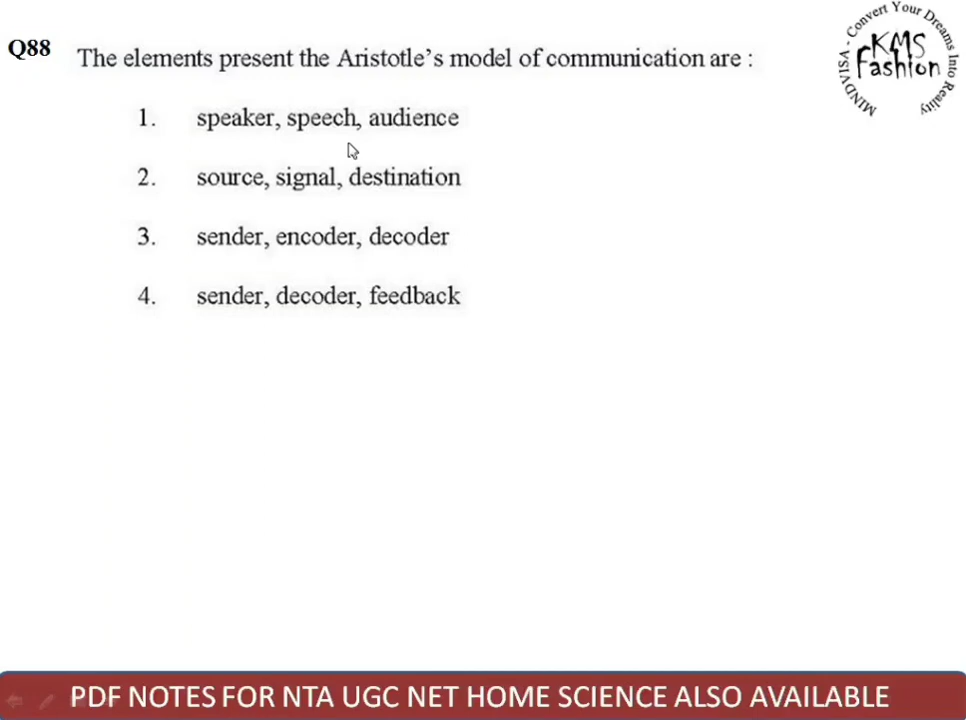 Q88
The elements present the Aristotle's model of communication are :
1. speaker, speech, audience
2. source, signal, destination
3. sender, encoder, decoder
4. sender, decoder, feedback
MINDVISA - Convert Your Dreams Into Reality
KMS
Fashion
PDF NOTES FOR NTA UGC NET HOME SCIENCE ALSO AVAILABLE